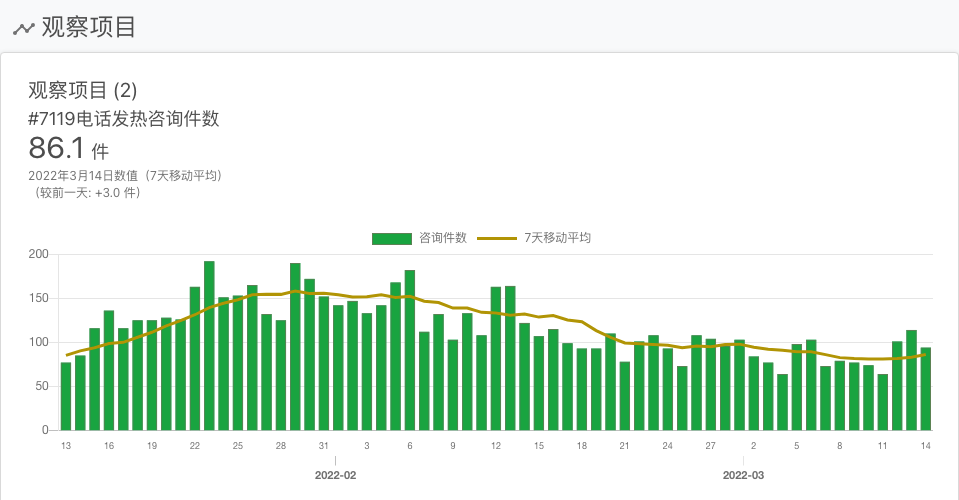 观察项目
观察项目 (2)
#7119电话发热咨询件数
86.1 件
2022年3月14日数值（7天移动平均）
（较前一天: +3.0 件）
咨询件数 7天移动平均
200
150
100
50
0
13 16 19 22 25 28 31 3 6 9 12 15 18 21 24 27 2 5 8 11 14
2022-02 2022-03